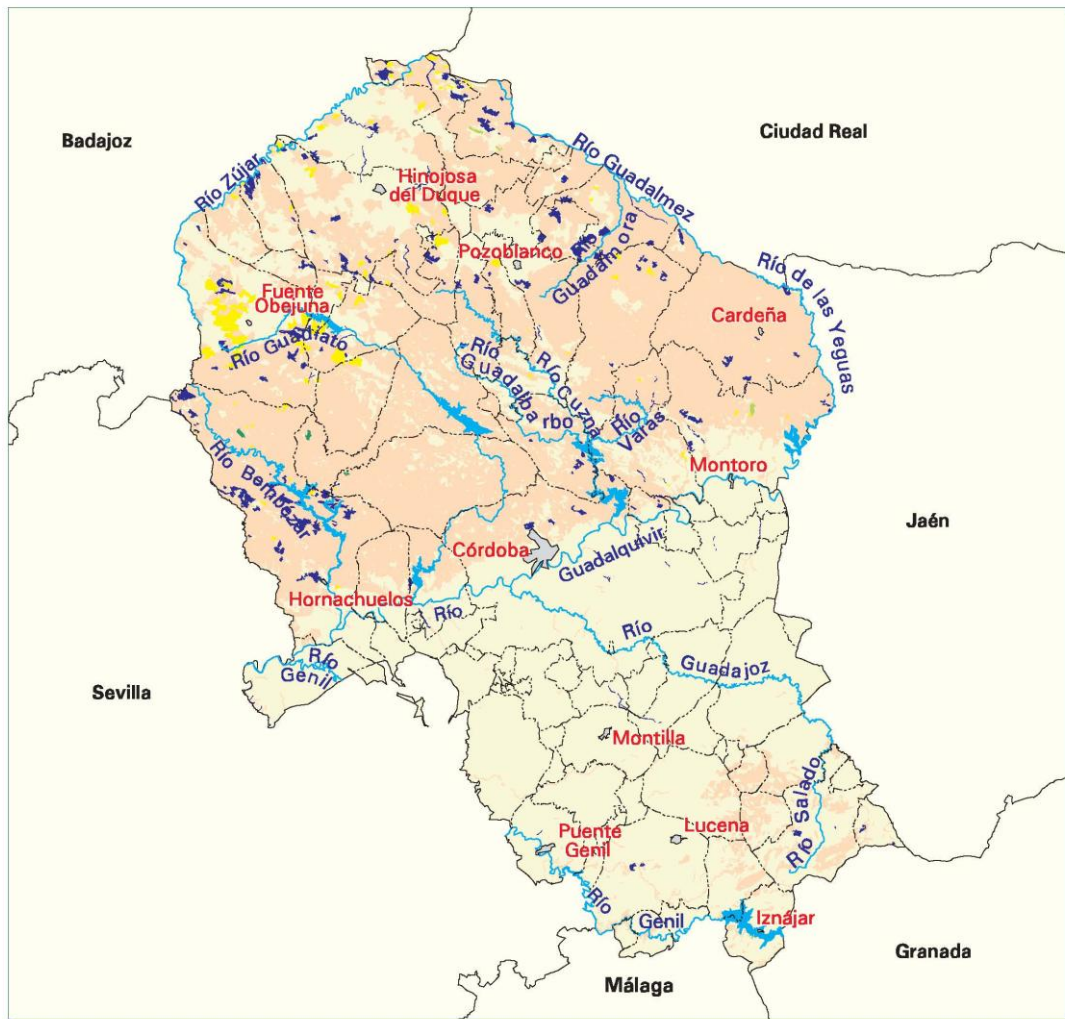 Badajoz
Ciudad Real
Río Zújar
Río Guadalmez
Hinojosa
del Duque
Pozoblanco
Río
Guadamora
Río de las Yeguas
Fuente
Obejuna
Cardeña
Río Guadiato
Río
Guadalba
rbo
Río Cuzna
Río
Varas
Río Bembézar
Montoro
Jaén
Córdoba
Guadalquivir
Hornachuelos
Río
Río
Guadajoz
Río
Genil
Sevilla
Montilla
Río Salado
Puente
Genil
Lucena
Río
Genil
Iznájar
Granada
Málaga